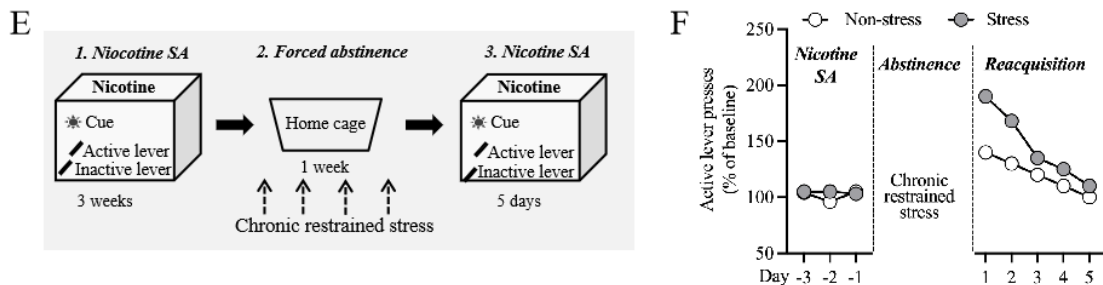 E
1. Niocotine SA
2. Forced abstinence
3. Nicotine SA
Nicotine
Cue
Active lever
Inactive lever
3 weeks
Home cage
1 week
Chronic restrained stress
Nicotine
Cue
Active lever
Inactive lever
5 days
F
Non-stress
Stress
Active lever presses
(% of baseline)
250
200
150
100
50
Nicotine
SA
Abstinence
Reacquisition
Chronic
restrained
stress
Day -3 -2 -1 1 2 3 4 5